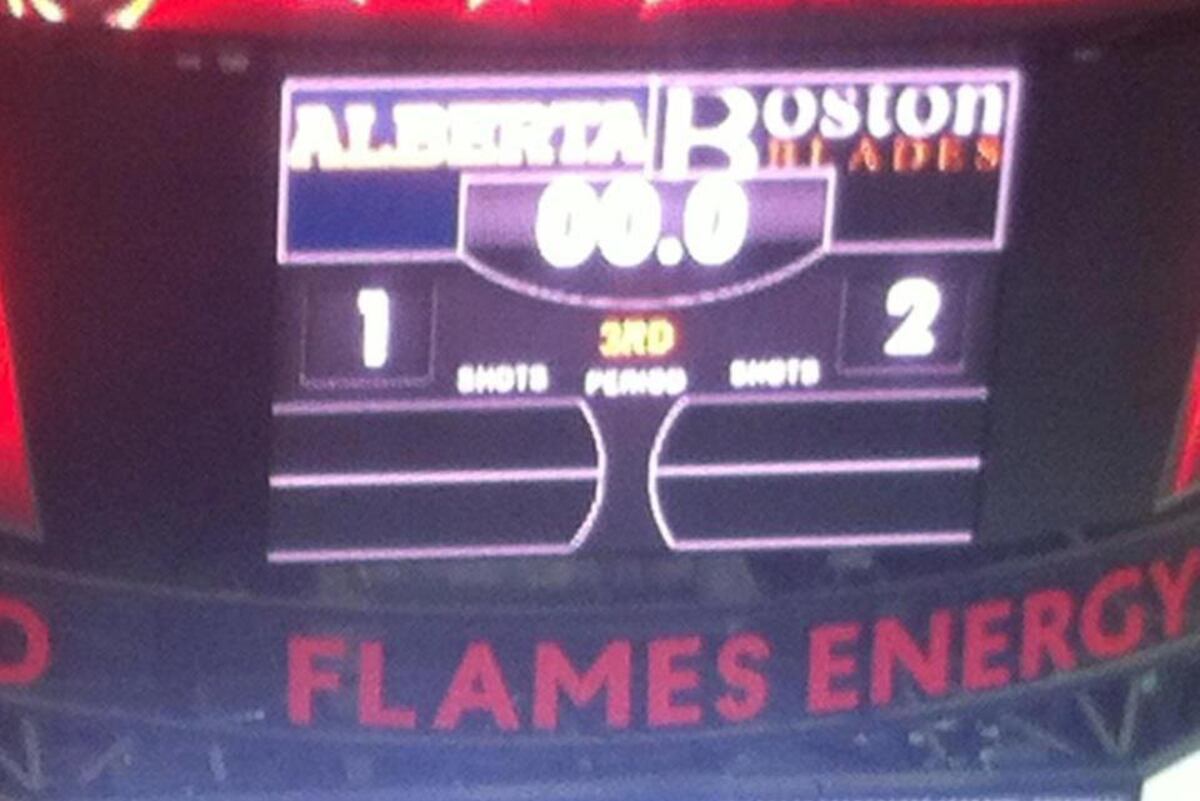 ALBERTA
Boston
BLADES
00.0
1
3RD
2
SHOTS
PERIOD
SHOTS
FLAMES ENERGY